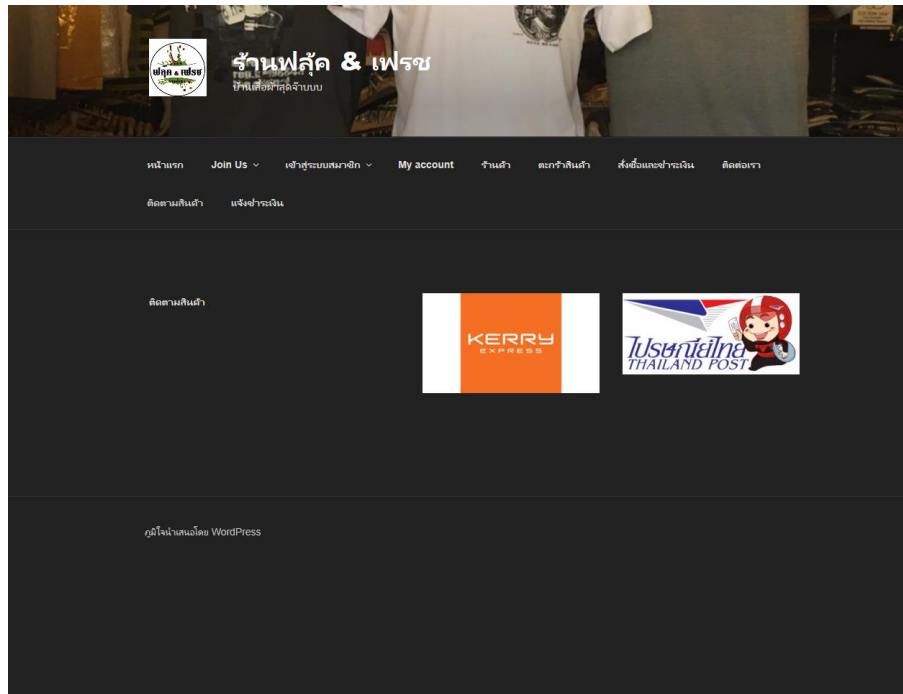 ฟลุ๊ค & เฟรช
ร้านฟลุ้ค & เฟรช
บ้านเสื้อผ้าสุดจ๊าบบบ
หน้าแรก Join Us เข้าสู่ระบบสมาชิก My account ร้านค้า ตะกร้าสินค้า สั่งซื้อและชำระเงิน ติดต่อเรา
ติดตามสินค้า แจ้งชำระเงิน
ติดตามสินค้า
KERRY
EXPRESS
ไปรษณีย์ไทย
THAILAND POST
ภูมิใจนำเสนอโดย WordPress